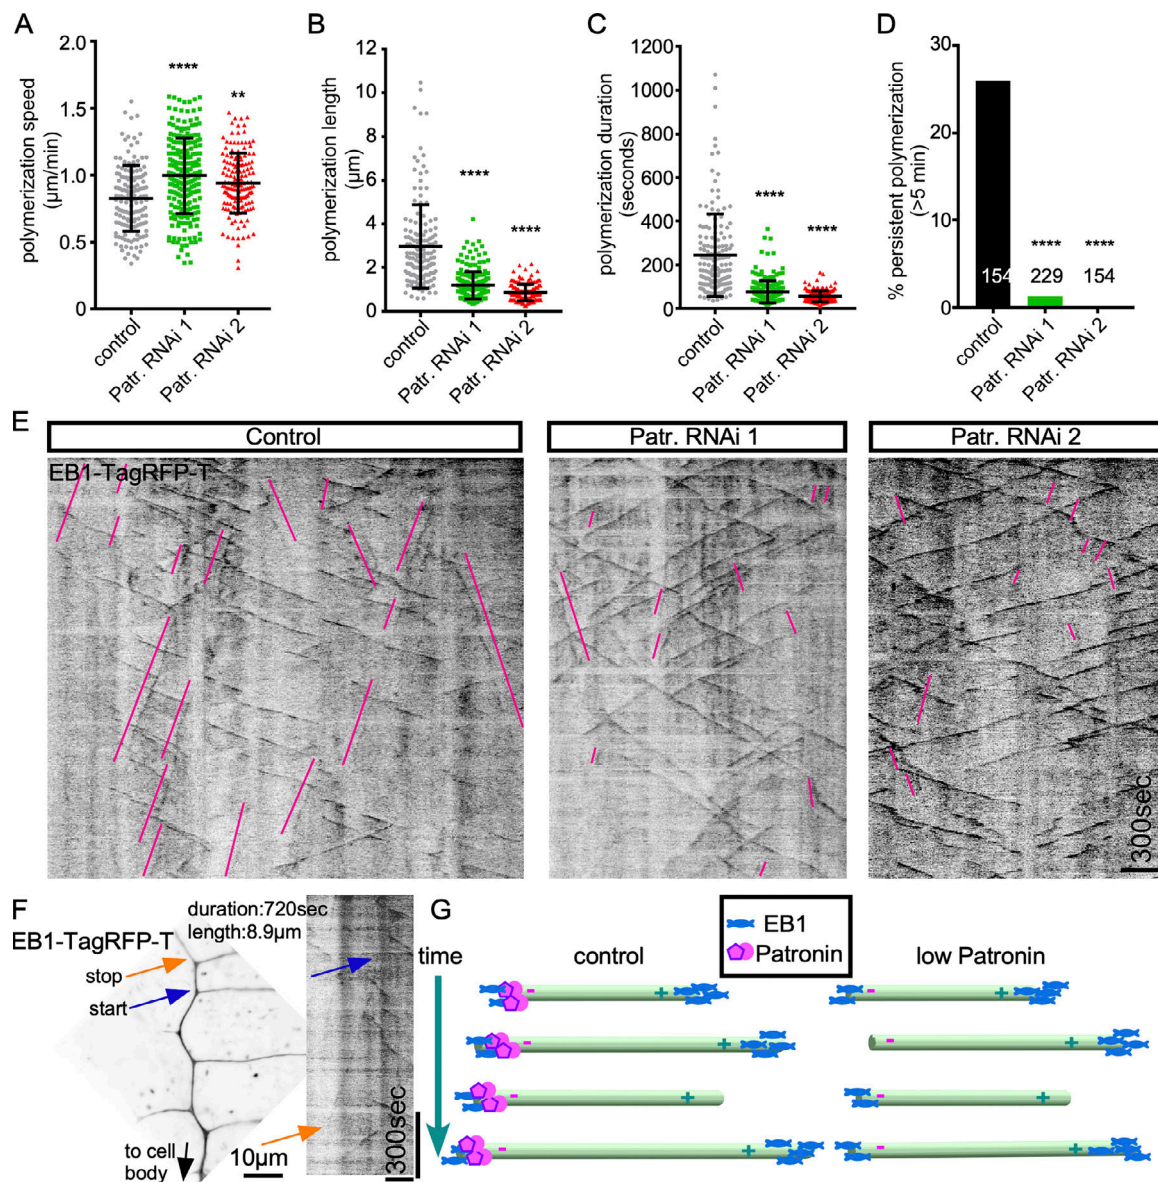 A
polymerization speed
(µm/min)
2.0
1.5
1.0
0.5
0.0
****
**
control
Patr. RNAi 1
Patr. RNAi 2
B
polymerization length
(µm)
12
10
8
6
4
2
0
****
****
control
Patr. RNAi 1
Patr. RNAi 2
C
polymerization duration
(seconds)
1200
1000
800
600
400
200
0
****
****
control
Patr. RNAi 1
Patr. RNAi 2
D
% persistent polymerization
(>5 min)
30
20
10
0
****
****
154
229
154
control
Patr. RNAi 1
Patr. RNAi 2
E
Control
Patr. RNAi 1
Patr. RNAi 2
EB1-TagRFP-T
300sec
F
EB1-TagRFP-T
duration:720sec
length:8.9µm
stop
start
to cell
body
10µm
300sec
G
EB1
Patronin
time
control
low Patronin
- +
- +
- +
- +
- +
- +
- +
- +